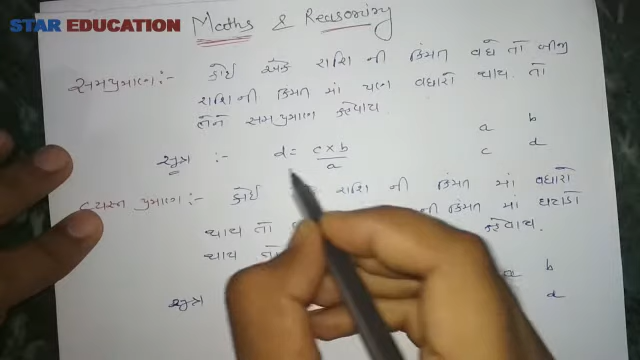 STAR EDUCATION
Maths & Reasoning
સમપ્રમાણ :- કોઈ એક રાશિ ની કિંમત વધે તો બીજી
રાશિ ની કિંમત માં પણ વધારો થાય તો
તેને સમપ્રમાણ કહેવાય
a b
સુત્ર :- d = c × b / a
c d
વ્યસ્ત પ્રમાણ :- કોઈ રાશિ ની કિંમત માં વધારો
થાય તો ની કિંમત માં ઘટાડો
થાય તો કહેવાય.
a b
સુત્ર d